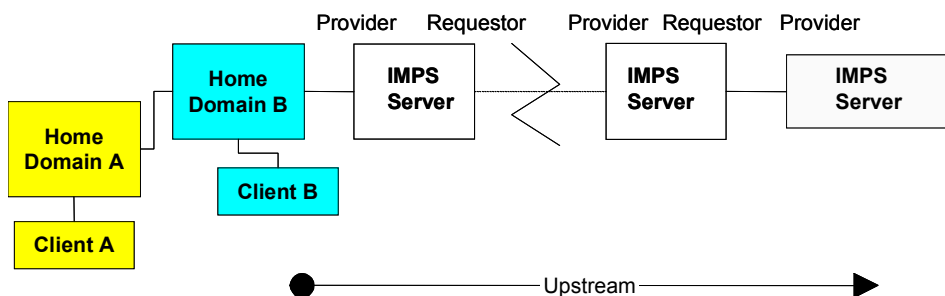 Provider Requestor Provider Requestor Provider
Home
Domain B
IMPS
Server
IMPS
Server
IMPS
Server
Home
Domain A
Client B
Client A
Upstream